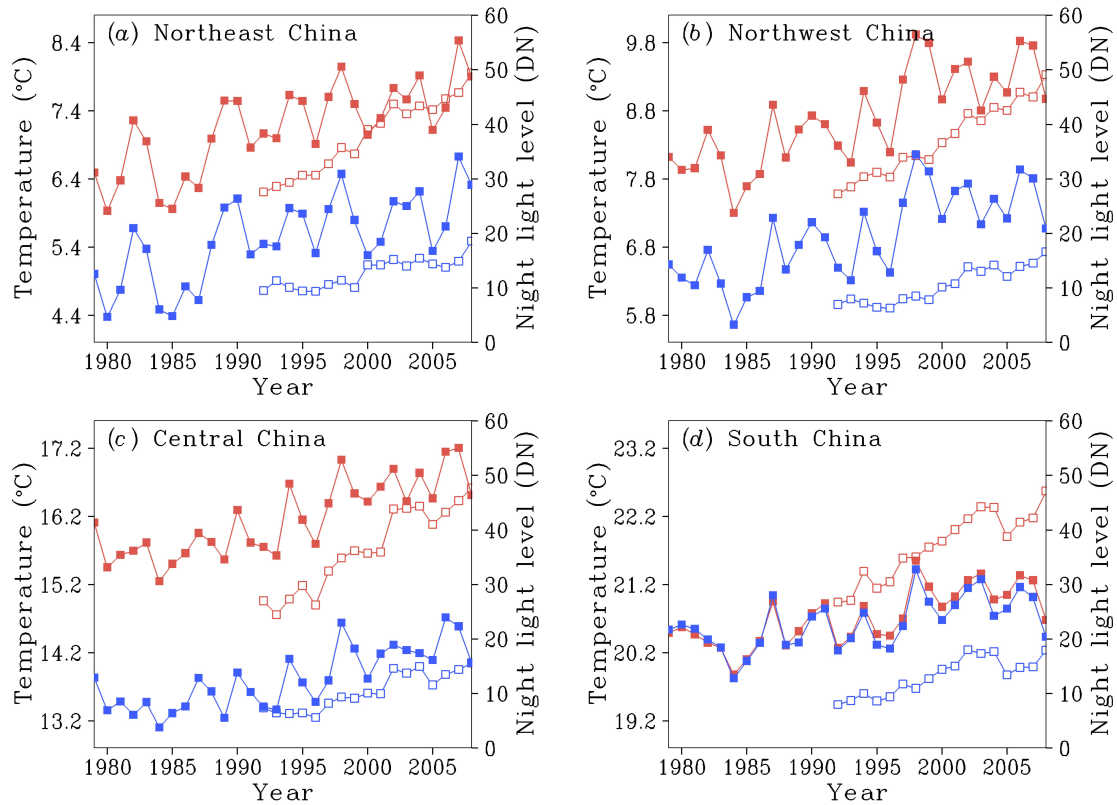 (a) Northeast China
Temperature (°C)
8.4
7.4
6.4
5.4
4.4
60
50
40
30
20
10
0
Night light level (DN)
1980 1985 1990 1995 2000 2005
Year
(b) Northwest China
Temperature (°C)
9.8
8.8
7.8
6.8
5.8
60
50
40
30
20
10
0
Night light level (DN)
1980 1985 1990 1995 2000 2005
Year
(c) Central China
Temperature (°C)
17.2
16.2
15.2
14.2
13.2
60
50
40
30
20
10
0
Night light level (DN)
1980 1985 1990 1995 2000 2005
Year
(d) South China
Temperature (°C)
23.2
22.2
21.2
20.2
19.2
60
50
40
30
20
10
0
Night light level (DN)
1980 1985 1990 1995 2000 2005
Year